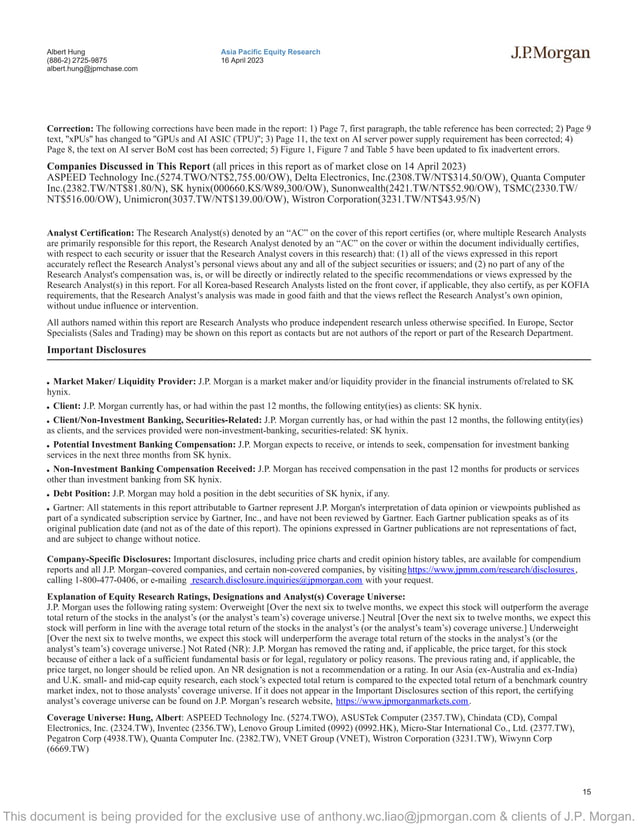 Albert Hung
(886-2) 2725-9875
albert.hung@jpmchase.com
Asia Pacific Equity Research
16 April 2023
J.P.Morgan
Correction: The following corrections have been made in the report: 1) Page 7, first paragraph, the table reference has been corrected; 2) Page 9
text, "xPUs" has changed to "GPUs and AI ASIC (TPU)"; 3) Page 11, the text on AI server power supply requirement has been corrected; 4)
Page 8, the text on AI server BoM cost has been corrected; 5) Figure 1, Figure 7 and Table 5 have been updated to fix inadvertent errors.
Companies Discussed in This Report (all prices in this report as of market close on 14 April 2023)
ASPEED Technology Inc.(5274.TWO/NT$2,755.00/OW), Delta Electronics, Inc.(2308.TW/NT$314.50/OW), Quanta Computer
Inc.(2382.TW/NT$81.80/N), SK hynix(000660.KS/W89,300/OW), Sunonwealth(2421.TW/NT$52.90/OW), TSMC(2330.TW/
NT$516.00/OW), Unimicron(3037.TW/NT$139.00/OW), Wistron Corporation(3231.TW/NT$43.95/N)
Analyst Certification: The Research Analyst(s) denoted by an “AC” on the cover of this report certifies (or, where multiple Research Analysts
are primarily responsible for this report, the Research Analyst denoted by an “AC” on the cover or within the document individually certifies,
with respect to each security or issuer that the Research Analyst covers in this research) that: (1) all of the views expressed in this report
accurately reflect the Research Analyst’s personal views about any and all of the subject securities or issuers; and (2) no part of any of the
Research Analyst's compensation was, is, or will be directly or indirectly related to the specific recommendations or views expressed by the
Research Analyst(s) in this report. For all Korea-based Research Analysts listed on the front cover, if applicable, they also certify, as per KOFIA
requirements, that the Research Analyst’s analysis was made in good faith and that the views reflect the Research Analyst’s own opinion,
without undue influence or intervention.
All authors named within this report are Research Analysts who produce independent research unless otherwise specified. In Europe, Sector
Specialists (Sales and Trading) may be shown on this report as contacts but are not authors of the report or part of the Research Department.
Important Disclosures
• Market Maker/ Liquidity Provider: J.P. Morgan is a market maker and/or liquidity provider in the financial instruments of/related to SK
hynix.
• Client: J.P. Morgan currently has, or had within the past 12 months, the following entity(ies) as clients: SK hynix.
• Client/Non-Investment Banking, Securities-Related: J.P. Morgan currently has, or had within the past 12 months, the following entity(ies)
as clients, and the services provided were non-investment-banking, securities-related: SK hynix.
• Potential Investment Banking Compensation: J.P. Morgan expects to receive, or intends to seek, compensation for investment banking
services in the next three months from SK hynix.
• Non-Investment Banking Compensation Received: J.P. Morgan has received compensation in the past 12 months for products or services
other than investment banking from SK hynix.
• Debt Position: J.P. Morgan may hold a position in the debt securities of SK hynix, if any.
• Gartner: All statements in this report attributable to Gartner represent J.P. Morgan's interpretation of data opinion or viewpoints published as
part of a syndicated subscription service by Gartner, Inc., and have not been reviewed by Gartner. Each Gartner publication speaks as of its
original publication date (and not as of the date of this report). The opinions expressed in Gartner publications are not representations of fact,
and are subject to change without notice.
Company-Specific Disclosures: Important disclosures, including price charts and credit opinion history tables, are available for compendium
reports and all J.P. Morgan–covered companies, and certain non-covered companies, by visiting https://www.jpmm.com/research/disclosures,
calling 1-800-477-0406, or e-mailing research.disclosure.inquiries@jpmorgan.com with your request.
Explanation of Equity Research Ratings, Designations and Analyst(s) Coverage Universe:
J.P. Morgan uses the following rating system: Overweight [Over the next six to twelve months, we expect this stock will outperform the average
total return of the stocks in the analyst’s (or the analyst’s team’s) coverage universe.] Neutral [Over the next six to twelve months, we expect this
stock will perform in line with the average total return of the stocks in the analyst’s (or the analyst’s team’s) coverage universe.] Underweight
[Over the next six to twelve months, we expect this stock will underperform the average total return of the stocks in the analyst’s (or the
analyst’s team’s) coverage universe.] Not Rated (NR): J.P. Morgan has removed the rating and, if applicable, the price target, for this stock
because of either a lack of a sufficient fundamental basis or for legal, regulatory or policy reasons. The previous rating and, if applicable, the
price target, no longer should be relied upon. An NR designation is not a recommendation or a rating. In our Asia (ex-Australia and ex-India)
and U.K. small- and mid-cap equity research, each stock’s expected total return is compared to the expected total return of a benchmark country
market index, not to those analysts’ coverage universe. If it does not appear in the Important Disclosures section of this report, the certifying
analyst’s coverage universe can be found on J.P. Morgan’s research website, https://www.jpmorganmarkets.com.
Coverage Universe: Hung, Albert: ASPEED Technology Inc. (5274.TWO), ASUSTek Computer (2357.TW), Chindata (CD), Compal
Electronics, Inc. (2324.TW), Inventec (2356.TW), Lenovo Group Limited (0992) (0992.HK), Micro-Star International Co., Ltd. (2377.TW),
Pegatron Corp (4938.TW), Quanta Computer Inc. (2382.TW), VNET Group (VNET), Wistron Corporation (3231.TW), Wiwynn Corp
(6669.TW)
15
This document is being provided for the exclusive use of anthony.wc.liao@jpmorgan.com & clients of J.P. Morgan.